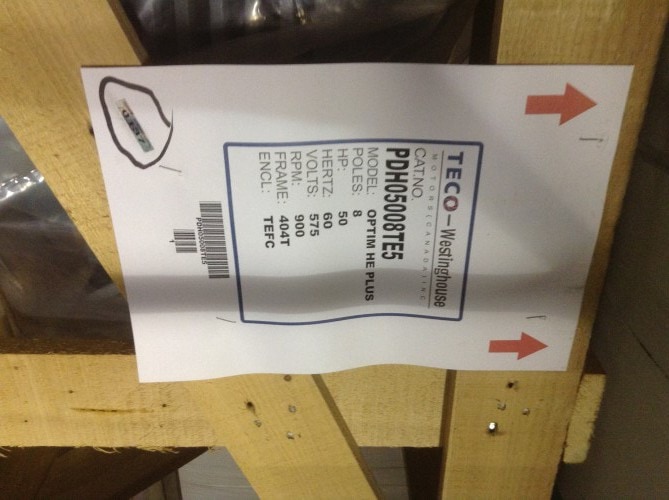 TECO-Westinghouse
MOTORS (CANADA) INC.
CAT.NO.
PDH05008TE5
MODEL: OPTIM HE PLUS
POLES: 8
HP: 50
HERTZ: 60
VOLTS: 575
RPM: 900
FRAME: 404T
ENCL: TEFC
PDH05008TE5
1